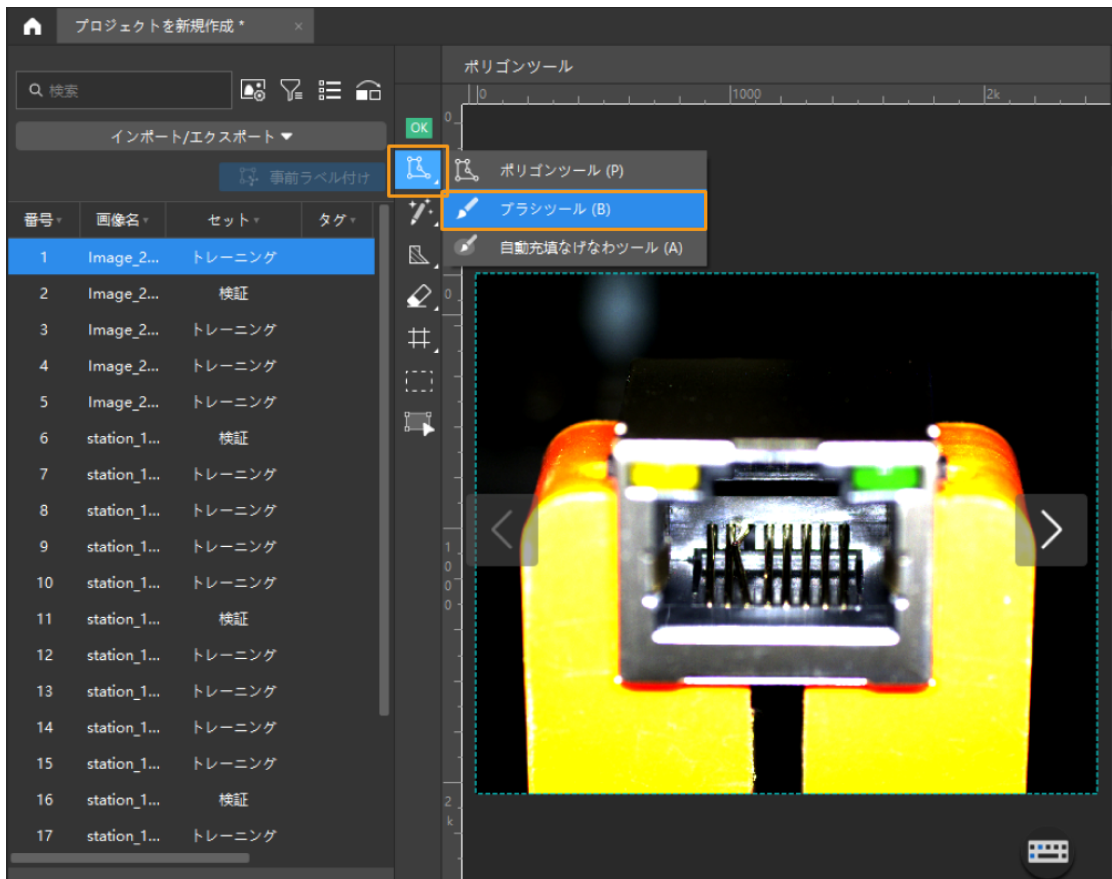 プロジェクトを新規作成 * ×
ポリゴンツール
検索
インポート/エクスポート
事前ラベル付け
番号 画像名 セット タグ
1 Image_2... トレーニング
2 Image_2... 検証
3 Image_2... トレーニング
4 Image_2... トレーニング
5 Image_2... トレーニング
6 station_1... 検証
7 station_1... トレーニング
8 station_1... トレーニング
9 station_1... トレーニング
10 station_1... トレーニング
11 station_1... 検証
12 station_1... トレーニング
13 station_1... トレーニング
14 station_1... トレーニング
15 station_1... トレーニング
16 station_1... 検証
17 station_1... トレーニング
OK
ポリゴンツール (P)
ブラシツール (B)
自動充填なげなわツール (A)
0 1000 2k
0
0
1000
2k